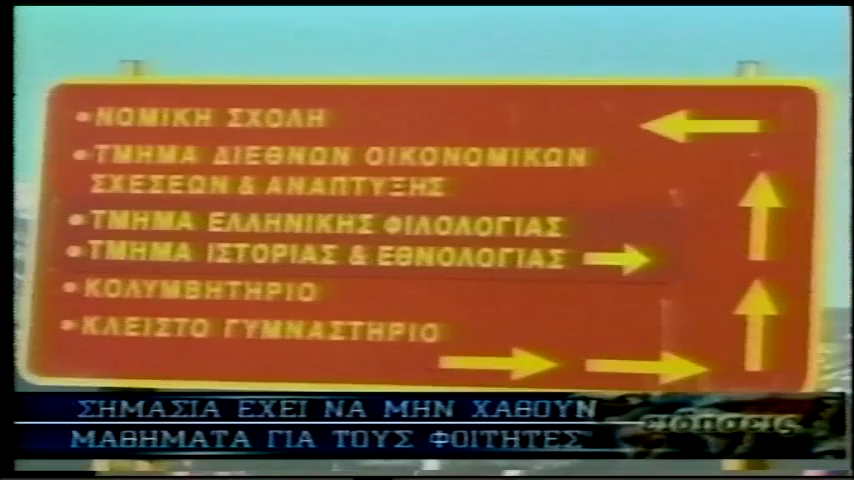 •ΝΟΜΙΚΗ ΣΧΟΛΗ
•ΤΜΗΜΑ ΔΙΕΘΝΩΝ ΟΙΚΟΝΟΜΙΚΩΝ
ΣΧΕΣΕΩΝ & ΑΝΑΠΤΥΞΗΣ
•ΤΜΗΜΑ ΕΛΛΗΝΙΚΗΣ ΦΙΛΟΛΟΓΙΑΣ
•ΤΜΗΜΑ ΙΣΤΟΡΙΑΣ & ΕΘΝΟΛΟΓΙΑΣ
•ΚΟΛΥΜΒΗΤΗΡΙΟ
•ΚΛΕΙΣΤΟ ΓΥΜΝΑΣΤΗΡΙΟ
ΣΗΜΑΣΙΑ ΕΧΕΙ ΝΑ ΜΗΝ ΧΑΘΟΥΝ
ΜΑΘΗΜΑΤΑ ΓΙΑ ΤΟΥΣ ΦΟΙΤΗΤΕΣ"
ειδήσεις